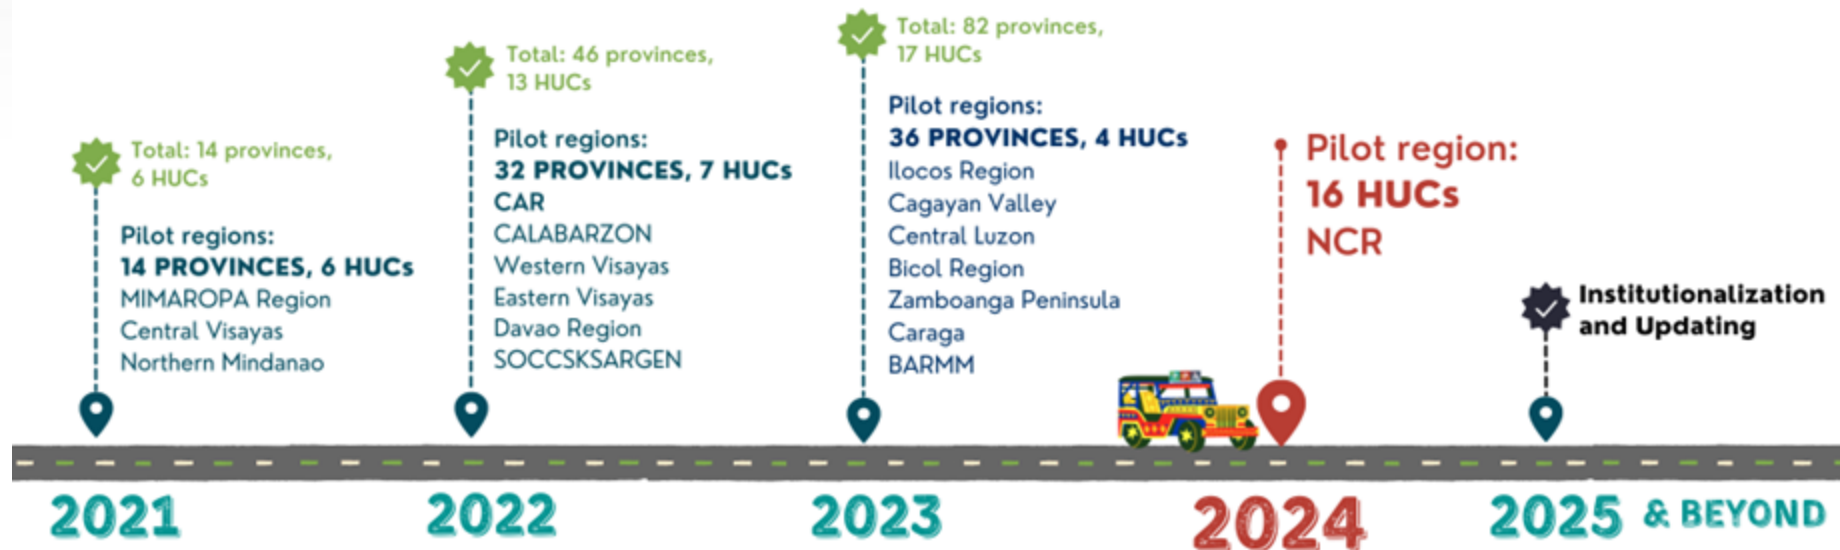 Total: 14 provinces,
6 HUCs
Pilot regions:
14 PROVINCES, 6 HUCs
MIMAROPA Region
Central Visayas
Northern Mindanao
Total: 46 provinces,
13 HUCs
Pilot regions:
32 PROVINCES, 7 HUCs
CAR
CALABARZON
Western Visayas
Eastern Visayas
Davao Region
SOCCSKSARGEN
Total: 82 provinces,
17 HUCs
Pilot regions:
36 PROVINCES, 4 HUCs
Ilocos Region
Cagayan Valley
Central Luzon
Bicol Region
Zamboanga Peninsula
Caraga
BARMM
Pilot region:
16 HUCs
NCR
Institutionalization
and Updating
2021
2022
2023
2024
2025 & BEYOND